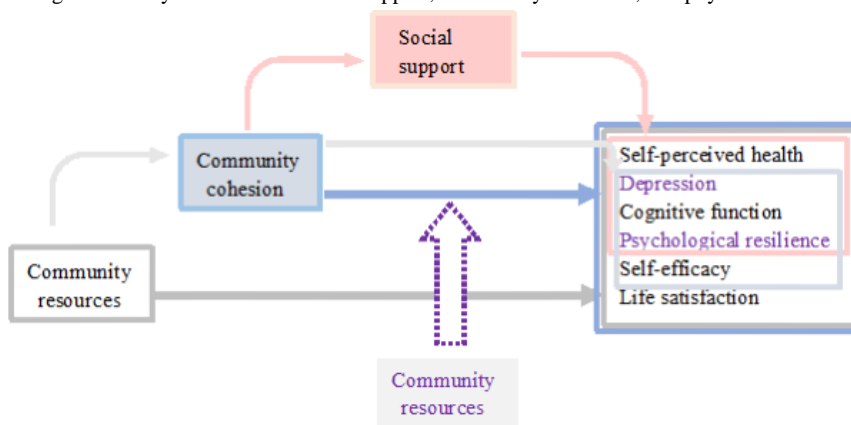 Social
support
Community
cohesion
Self-perceived health
Depression
Cognitive function
Psychological resilience
Self-efficacy
Life satisfaction
Community
resources
Community
resources